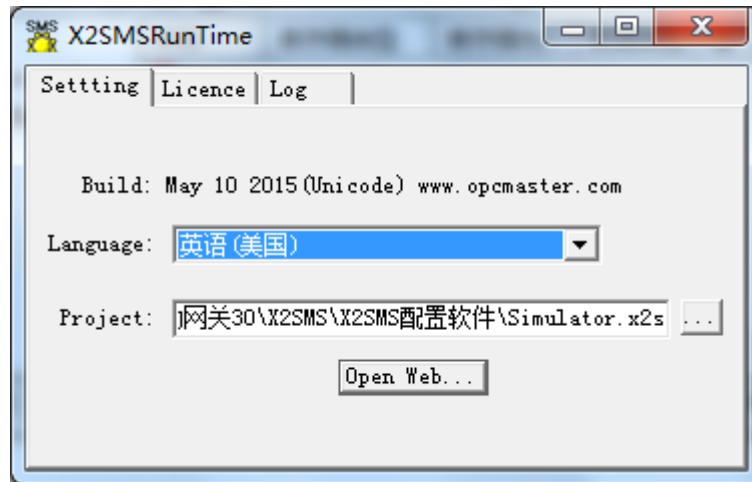 SMS
X2SMSRunTime
Settting Licence Log
Build: May 10 2015(Unicode) www.opcmaster.com
Language: 英语(美国)
Project: 网关30\X2SMS\X2SMS配置软件\Simulator.x2s ...
Open Web...